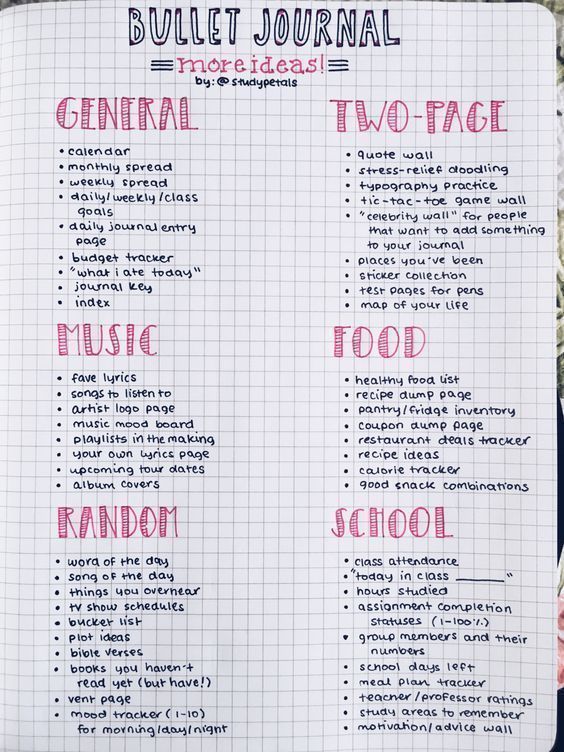 BULLET JOURNAL
more ideas!
by: @studypetals
GENERAL
• calendar
• monthly spread
• weekly spread
• daily/weekly/class
goals
• daily journal entry
page
• budget tracker
• "what i ate today"
• journal key
• index
TWO-PAGE
• quote wall
• stress-relief doodling
• typography practice
• tic-tac-toe game wall
• "celebrity wall" for people
that want to add something
to your journal
• places you've been
• sticker collection
• test pages for pens
• map of your life
MUSIC
• fave lyrics
• songs to listen to
• artist logo page
• music mood board
• playlists in the making
• your own lyrics page
• upcoming tour dates
• album covers
FOOD
• healthy food list
• recipe dump page
• pantry/fridge inventory
• coupon dump page
• restaurant deals tracker
• recipe ideas
• calorie tracker
• good snack combinations
RANDOM
• word of the day
• song of the day
• things you overhear
• tv show schedules
• bucket list
• plot ideas
• bible verses
• books you haven't
read yet (but have!)
• vent page
• mood tracker (1-10)
for morning/day/night
SCHOOL
• class attendance
• "today in class ______"
• hours studied
• assignment completion
statuses (1-100%)
• group members and their
numbers
• school days left
• meal plan tracker
• teacher/professor ratings
• study areas to remember
• motivation/advice wall